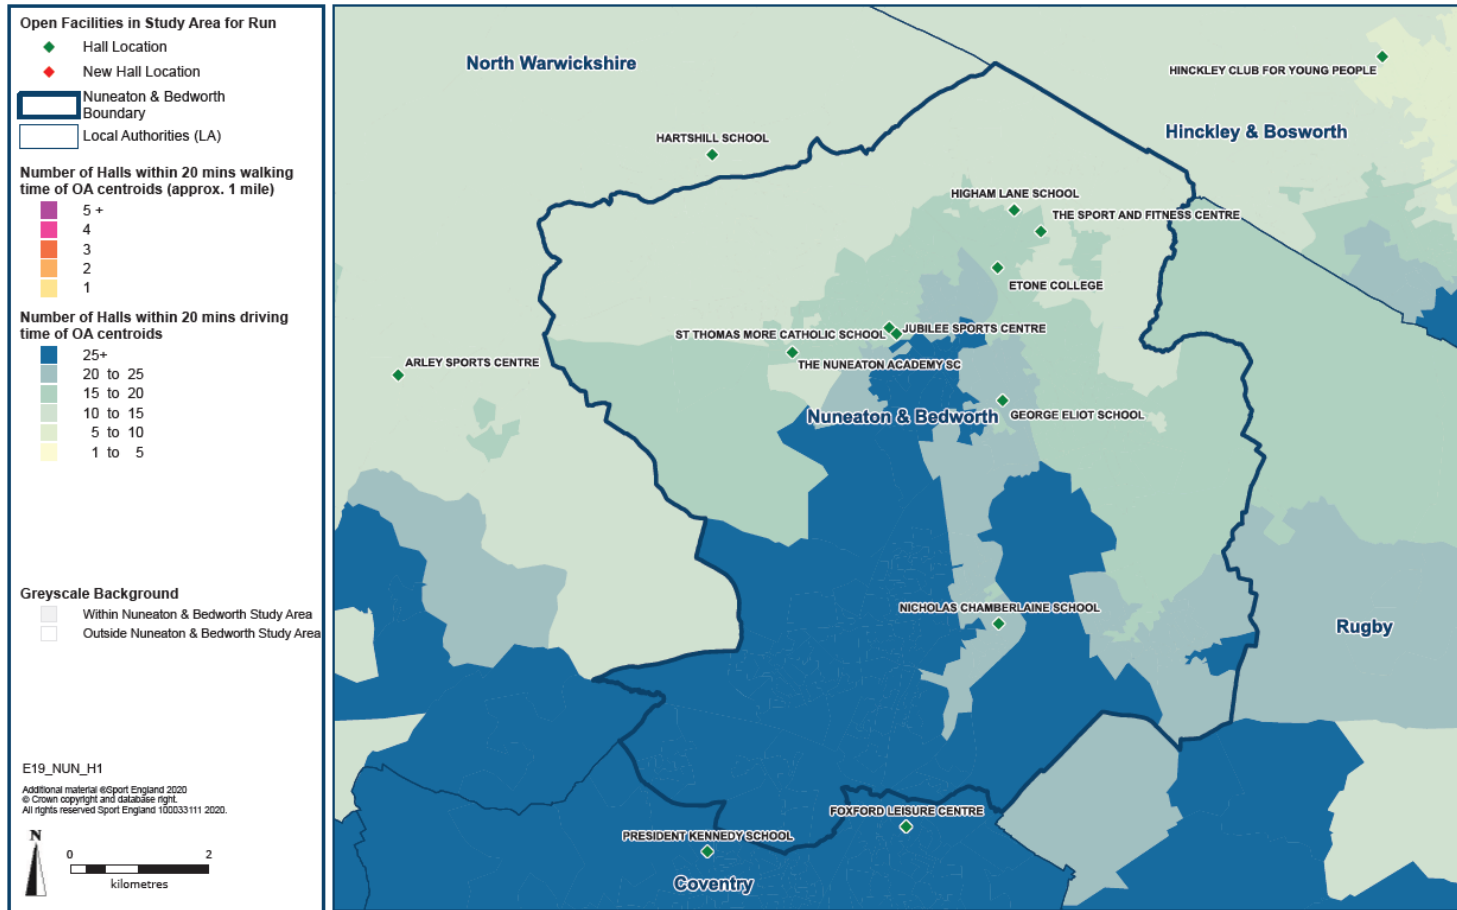 Open Facilities in Study Area for Run
Hall Location
New Hall Location
Nuneaton & Bedworth
Boundary
Local Authorities (LA)
Number of Halls within 20 mins walking
time of OA centroids (approx. 1 mile)
5 +
4
3
2
1
Number of Halls within 20 mins driving
time of OA centroids
25+
20 to 25
15 to 20
10 to 15
5 to 10
1 to 5
Greyscale Background
Within Nuneaton & Bedworth Study Area
Outside Nuneaton & Bedworth Study Area
E19_NUN_H1
Additional material ©Sport England 2020
© Crown copyright and database right.
All rights reserved Sport England 100033111 2020.
N
0 2
kilometres
North Warwickshire
HINCKLEY CLUB FOR YOUNG PEOPLE
Hinckley & Bosworth
HARTSHILL SCHOOL
HIGHAM LANE SCHOOL
THE SPORT AND FITNESS CENTRE
ETONE COLLEGE
ST THOMAS MORE CATHOLIC SCHOOL
JUBILEE SPORTS CENTRE
ARLEY SPORTS CENTRE
THE NUNEATON ACADEMY SC
Nuneaton & Bedworth
GEORGE ELIOT SCHOOL
NICHOLAS CHAMBERLAINE SCHOOL
Rugby
FOXFORD LEISURE CENTRE
PRESIDENT KENNEDY SCHOOL
Coventry